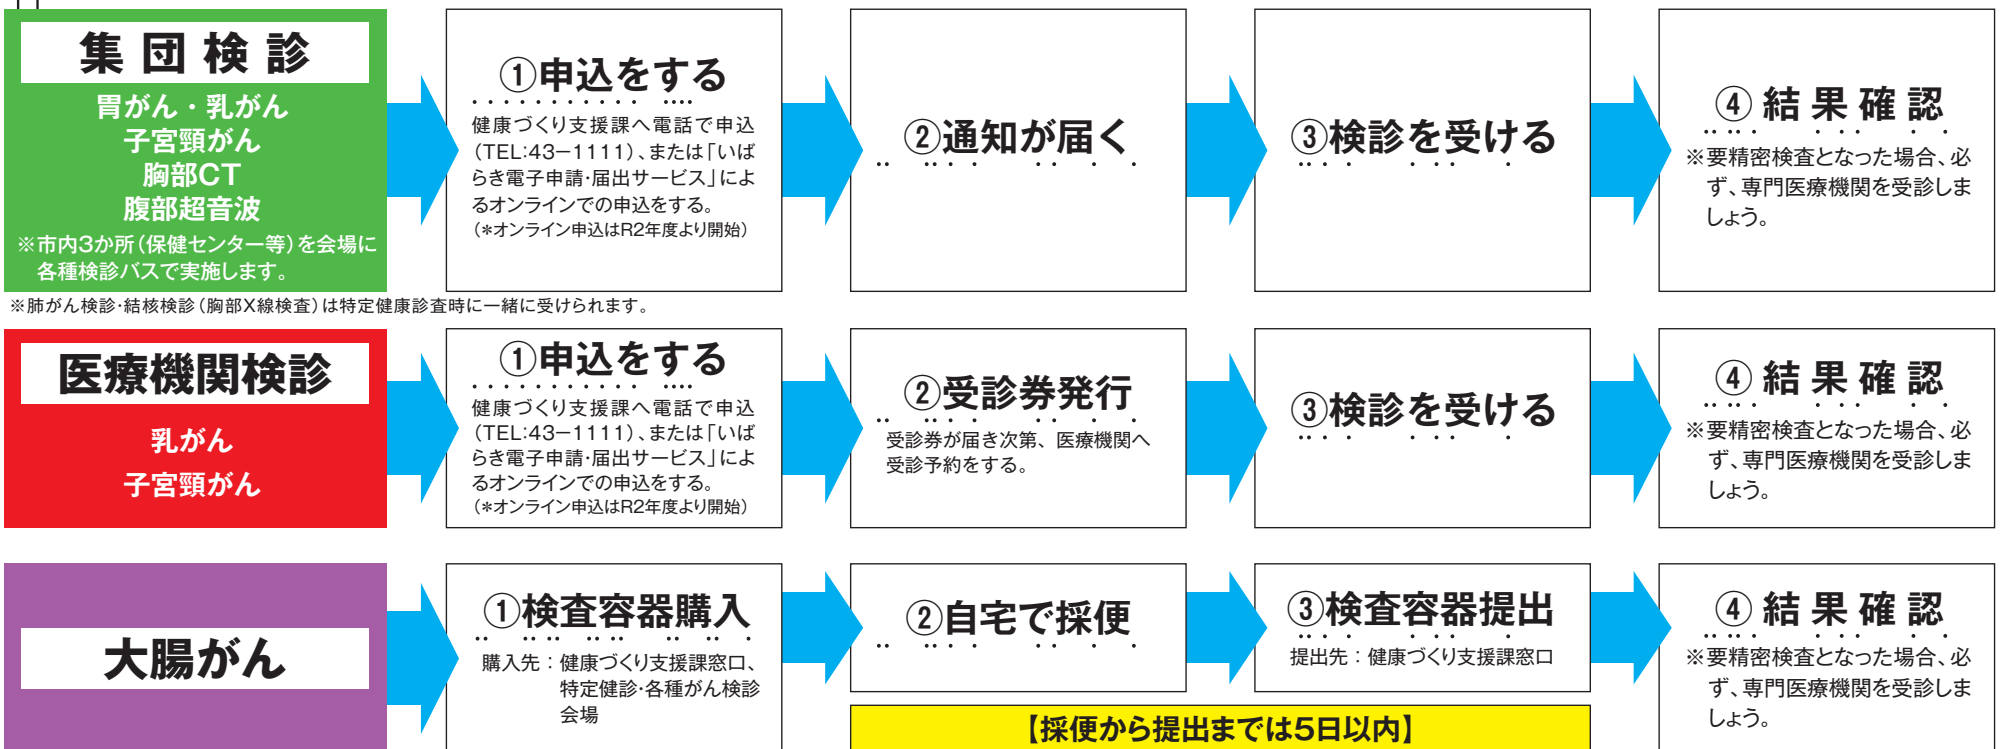 集団検診
胃がん・乳がん
子宮頸がん
胸部CT
腹部超音波
※市内3か所(保健センター等)を会場に
各種検診バスで実施します。
①申込をする
健康づくり支援課へ電話で申込
(TEL:43－1111)、または「いば
らき電子申請・届出サービス」によ
るオンラインでの申込をする。
(*オンライン申込はR2年度より開始)
②通知が届く
③検診を受ける
④結果確認
※要精密検査となった場合、必
ず、専門医療機関を受診しま
しょう。
※肺がん検診・結核検診(胸部X線検査)は特定健康診査時に一緒に受けられます。
医療機関検診
乳がん
子宮頸がん
①申込をする
健康づくり支援課へ電話で申込
(TEL:43－1111)、または「いば
らき電子申請・届出サービス」によ
るオンラインでの申込をする。
(*オンライン申込はR2年度より開始)
②受診券発行
受診券が届き次第、医療機関へ
受診予約をする。
③検診を受ける
④結果確認
※要精密検査となった場合、必
ず、専門医療機関を受診しま
しょう。
大腸がん
①検査容器購入
購入先：健康づくり支援課窓口、
特定健診・各種がん検診
会場
②自宅で採便
③検査容器提出
提出先：健康づくり支援課窓口
【採便から提出までは5日以内】
④結果確認
※要精密検査となった場合、必
ず、専門医療機関を受診しま
しょう。